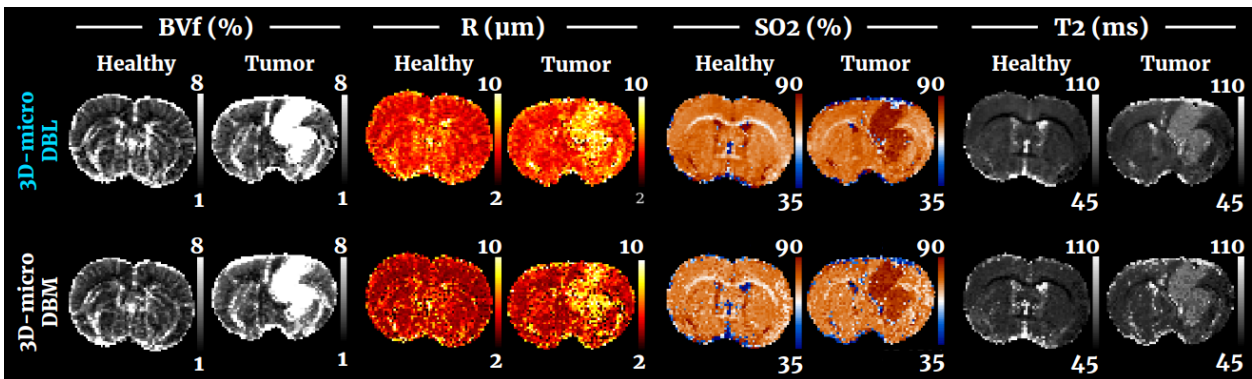 BVf (%) R (µm) SO2 (%) T2 (ms)
Healthy Tumor Healthy Tumor Healthy Tumor Healthy Tumor
8 8 10 10 90 90 110 110
3D-micro
DBL
1 1 2 2 35 35 45 45
8 8 10 10 90 90 110 110
3D-micro
DBM
1 1 2 2 35 35 45 45